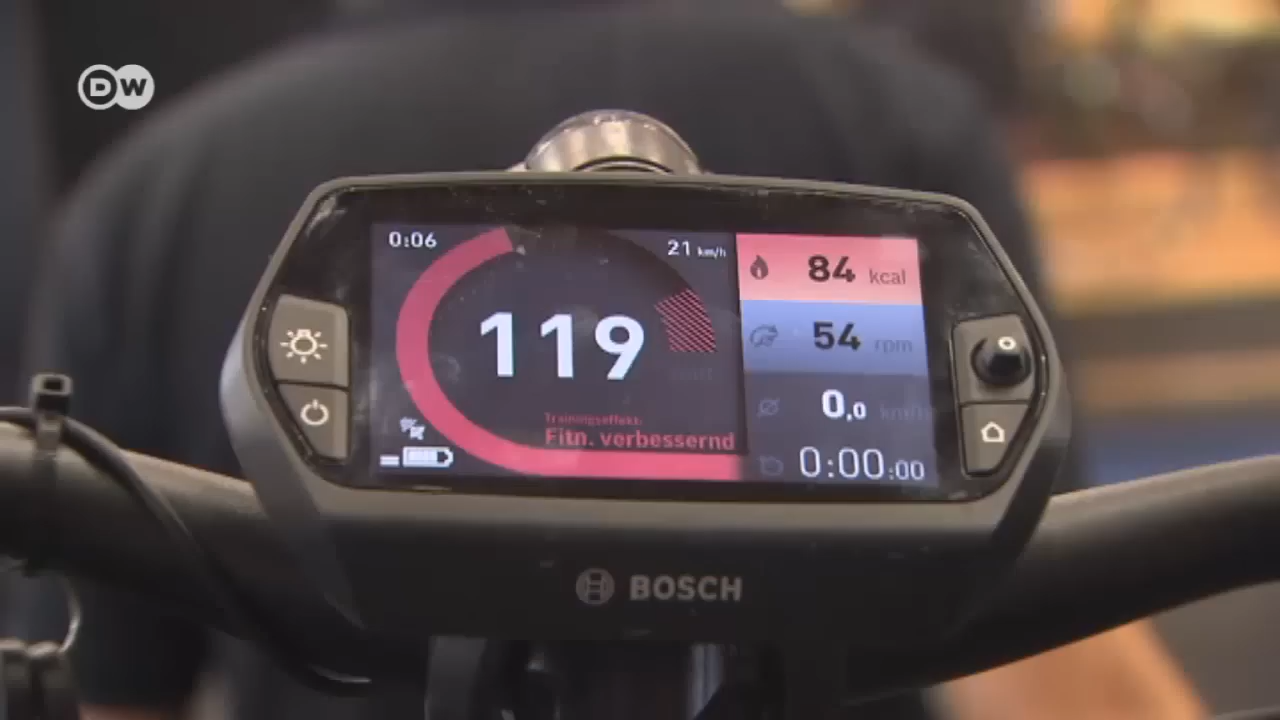 DW
0:06
21 km/h
119
Trainingseffekt:
Fitn. verbessernd
84 kcal
54 rpm
0,0 km/h
0:00:00
BOSCH